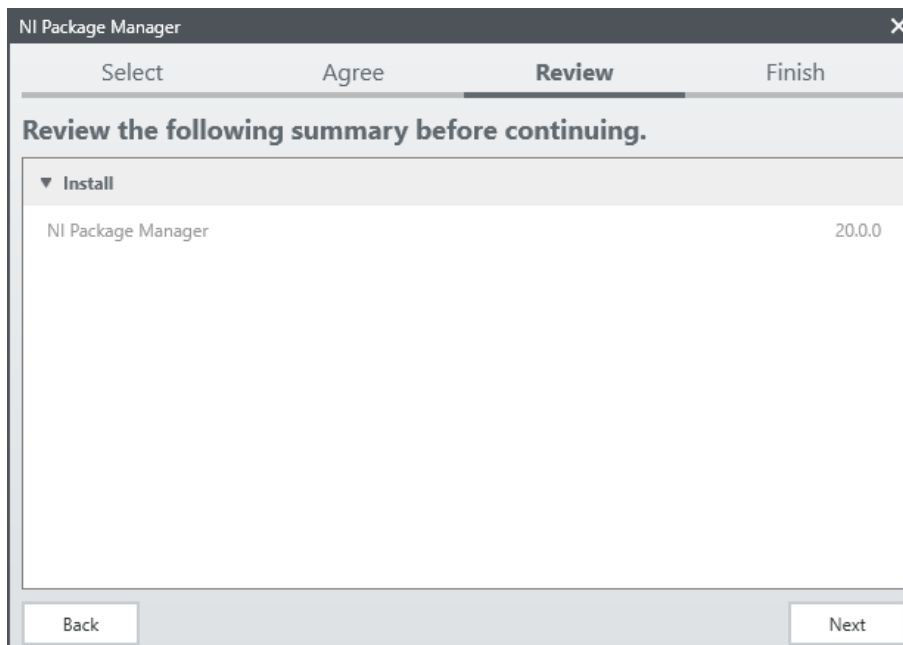 NI Package Manager
Select Agree Review Finish
Review the following summary before continuing.
Install
NI Package Manager 20.0.0
Back Next